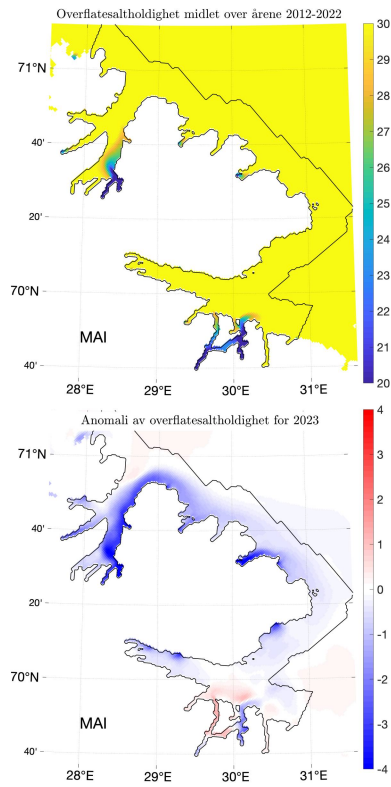 Overflatesaltholdighet midlet over årene 2012-2022
71°N
40'
20'
70°N
40'
MAI
28°E
29°E
30°E
31°E
30
29
28
27
26
25
24
23
22
21
20
Anomali av overflatesaltholdighet for 2023
71°N
40'
20'
70°N
40'
MAI
28°E
29°E
30°E
31°E
4
3
2
1
0
-1
-2
-3
-4